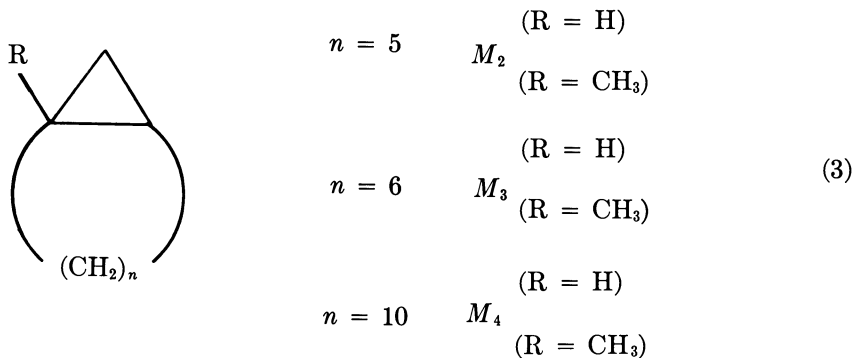 (R = H)
n = 5
R
M₂
(R = CH₃)
(R = H)
(3)
n = 6
M₃
(R = CH₃)
(CH₂)ₙ
(R = H)
n = 10
M₄
(R = CH₃)